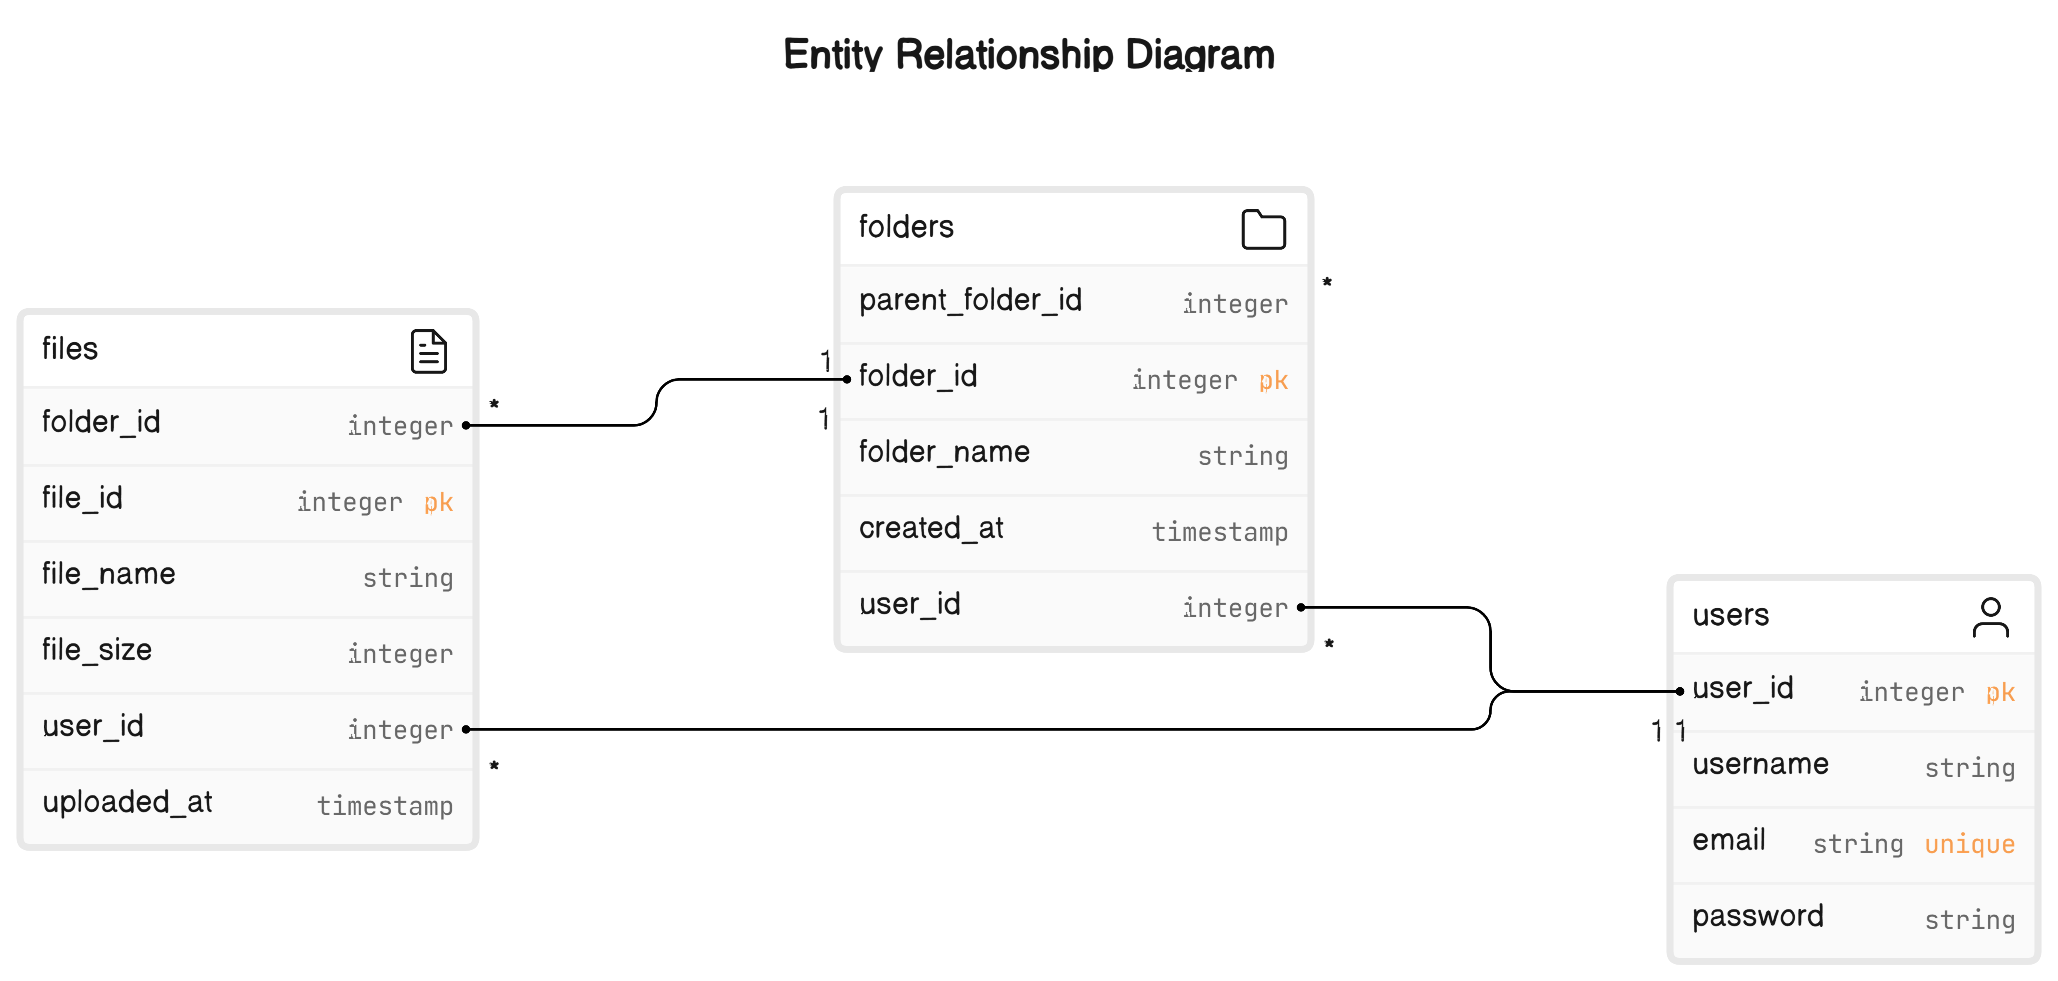 Entity Relationship Diagram
folders
parent_folder_id integer
*
1
folder_id integer pk
1
folder_name string
created_at timestamp
user_id integer
*
files
*
folder_id integer
file_id integer pk
file_name string
file_size integer
user_id integer
*
uploaded_at timestamp
users
user_id integer pk
1 1
username string
email string unique
password string